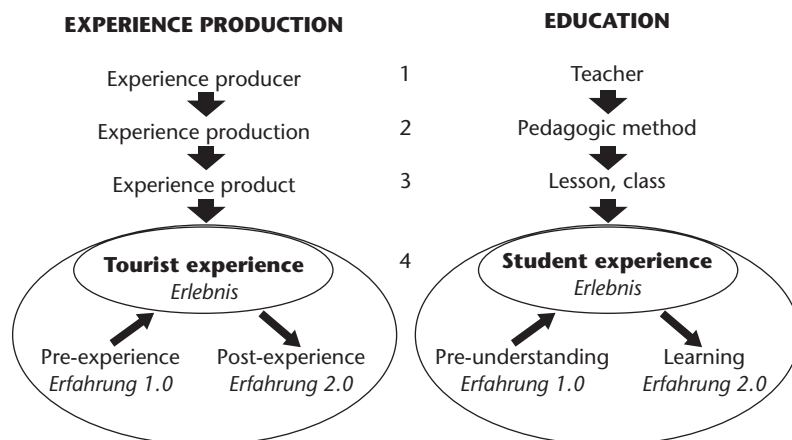 EXPERIENCE PRODUCTION
EDUCATION
Experience producer
1
Teacher
Experience production
2
Pedagogic method
Experience product
3
Lesson, class
Tourist experience
4
Student experience
Erlebnis
Erlebnis
Pre-experience
Post-experience
Pre-understanding
Learning
Erfahrung 1.0
Erfahrung 2.0
Erfahrung 1.0
Erfahrung 2.0